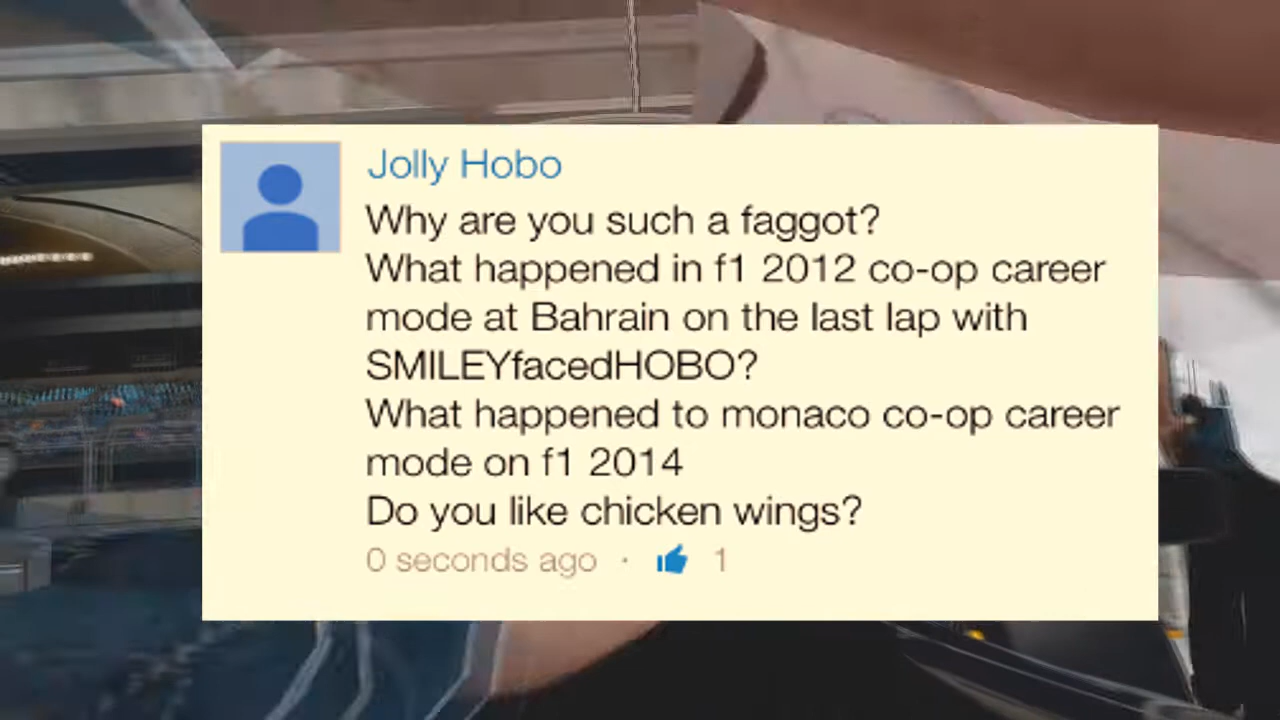 Jolly Hobo
Why are you such a faggot?
What happened in f1 2012 co-op career
mode at Bahrain on the last lap with
SMILEYfacedHOBO?
What happened to monaco co-op career
mode on f1 2014
Do you like chicken wings?
0 seconds ago · 1